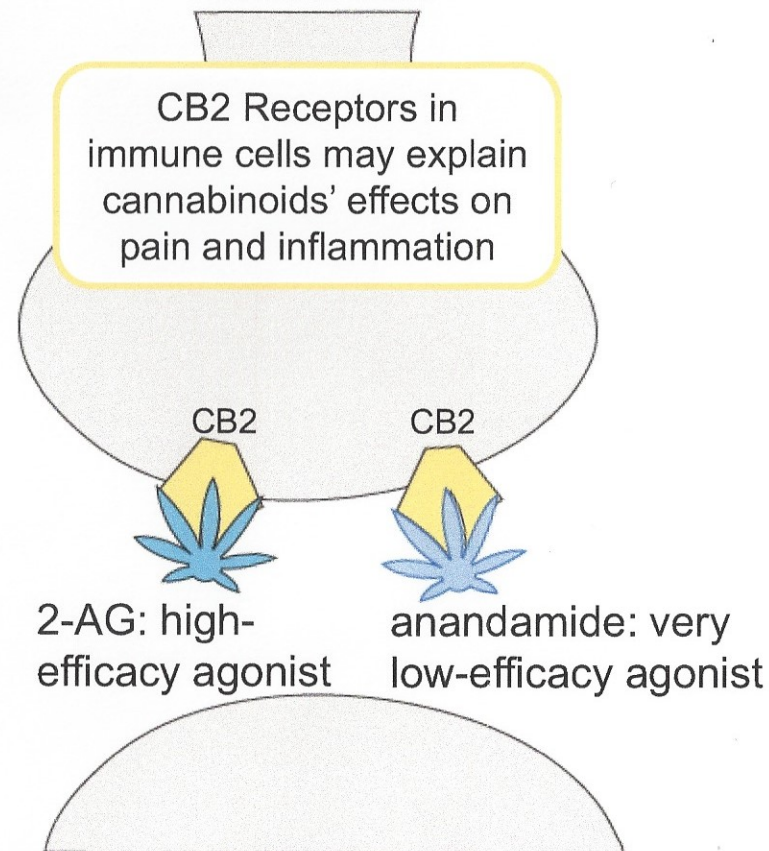 CB2 Receptors in
immune cells may explain
cannabinoids’ effects on
pain and inflammation
CB2
CB2
2-AG: high-
efficacy agonist
anandamide: very
low-efficacy agonist